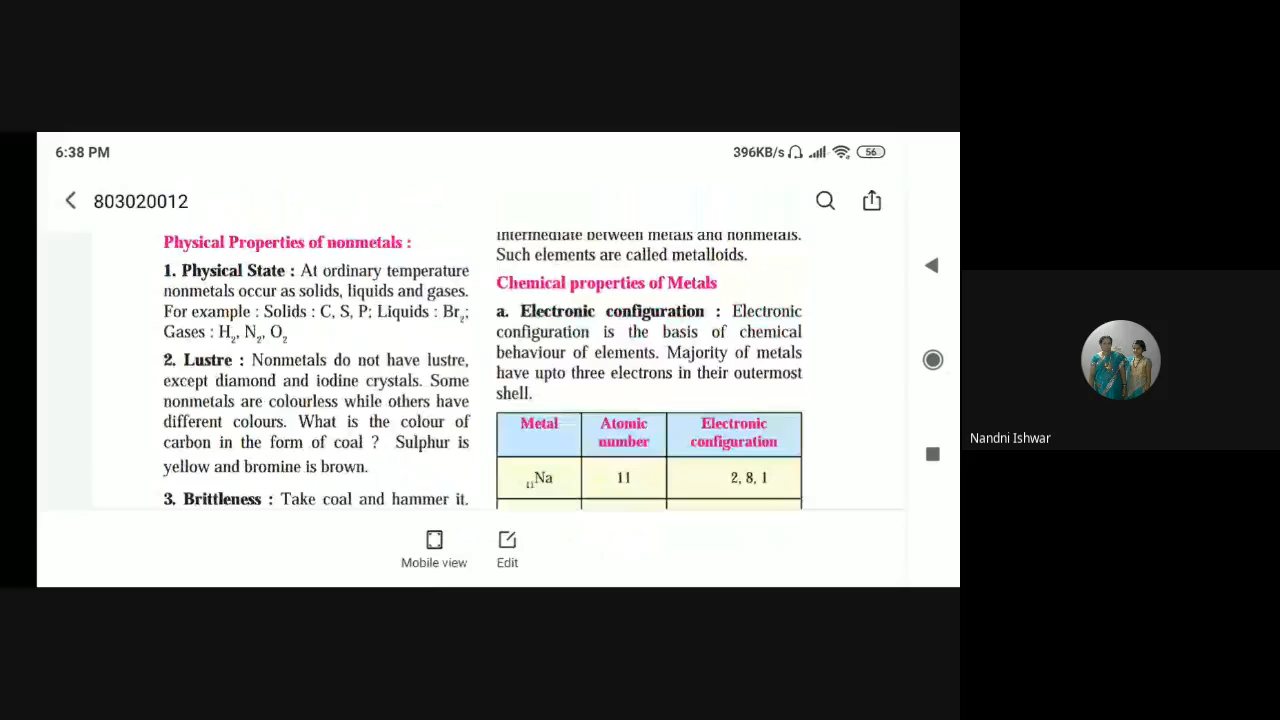 6:38 PM
396KB/s
56
803020012
Physical Properties of nonmetals :
1. Physical State : At ordinary temperature
nonmetals occur as solids, liquids and gases.
For example : Solids : C, S, P; Liquids : Br₂;
Gases : H₂, N₂, O₂
2. Lustre : Nonmetals do not have lustre,
except diamond and iodine crystals. Some
nonmetals are colourless while others have
different colours. What is the colour of
carbon in the form of coal ? Sulphur is
yellow and bromine is brown.
3. Brittleness : Take coal and hammer it.
intermediate between metals and nonmetals.
Such elements are called metalloids.
Chemical properties of Metals
a. Electronic configuration : Electronic
configuration is the basis of chemical
behaviour of elements. Majority of metals
have upto three electrons in their outermost
shell.
Metal Atomic number Electronic configuration
₁₁Na 11 2, 8, 1
Mobile view
Edit
Nandni Ishwar